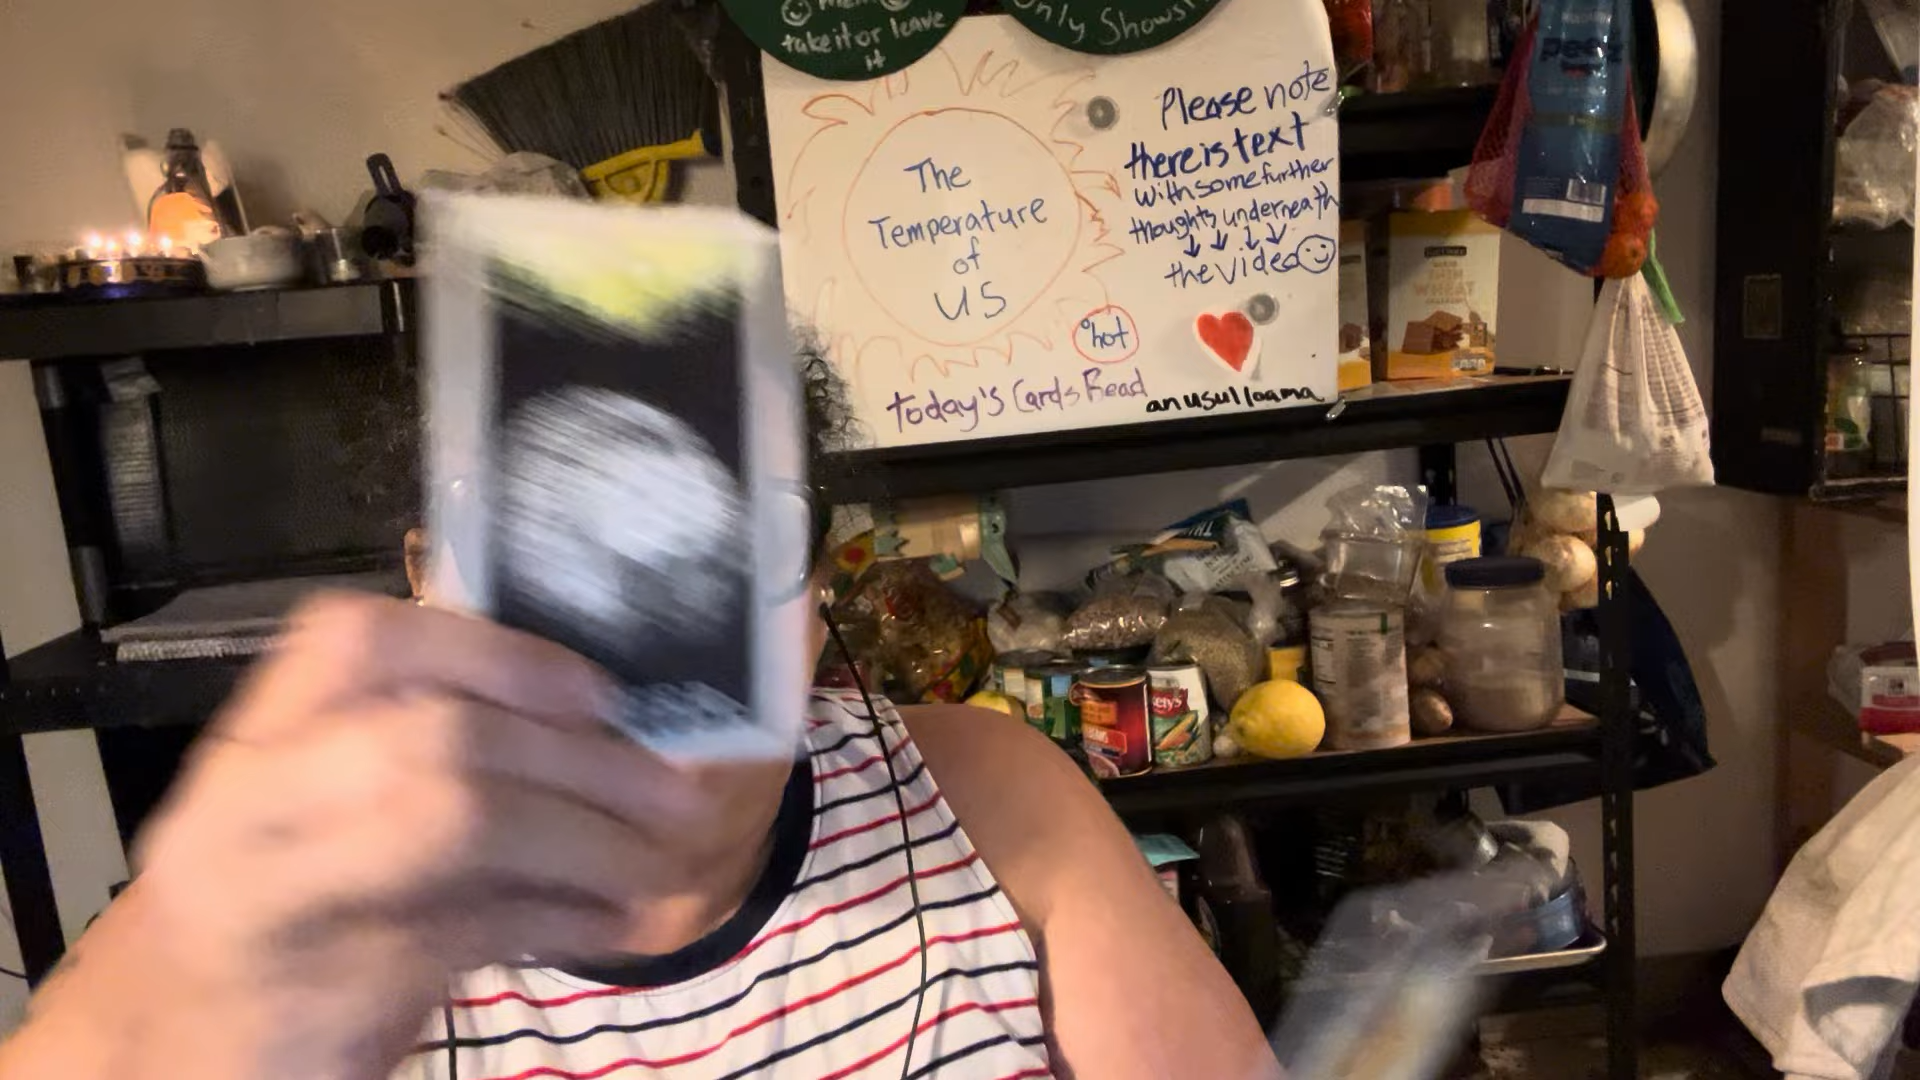 take it or leave
it
Only Shows!
The
Temperature
of
US
Please note
there is text
with some further
thoughts underneath
the video
hot
Today's Cards Read
anusulloama
peets
WHEAT